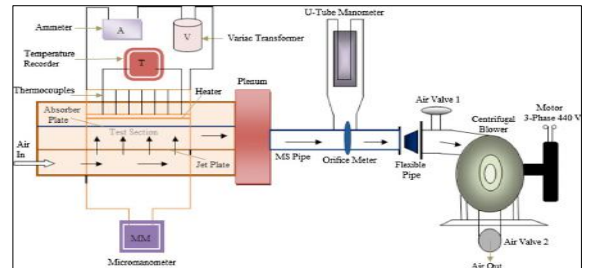 U-Tube Manometer
Ammeter
A
V
Variac Transformer
Temperature
Recorder
T
Plenum
Thermocouples
Heater
Absorber
Plate
Test Section
Air Valve 1
Centrifugal
Blower
Motor
3-Phase 440 V
Air
In
Jet Plate
MS Pipe
Orifice Meter
Flexible
Pipe
MM
Micromanometer
Air Valve 2
Air Out